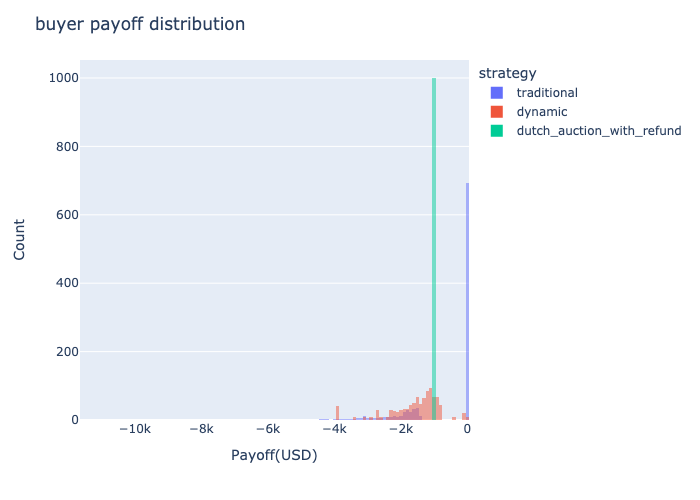 buyer payoff distribution
strategy
traditional
dynamic
dutch_auction_with_refund
Count
1000
800
600
400
200
0
−10k
−8k
−6k
−4k
−2k
0
Payoff(USD)